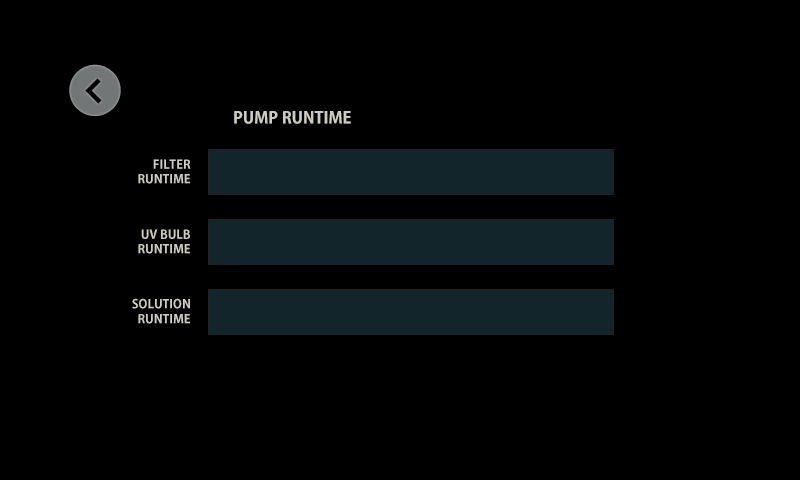 PUMP RUNTIME
FILTER
RUNTIME
UV BULB
RUNTIME
SOLUTION
RUNTIME